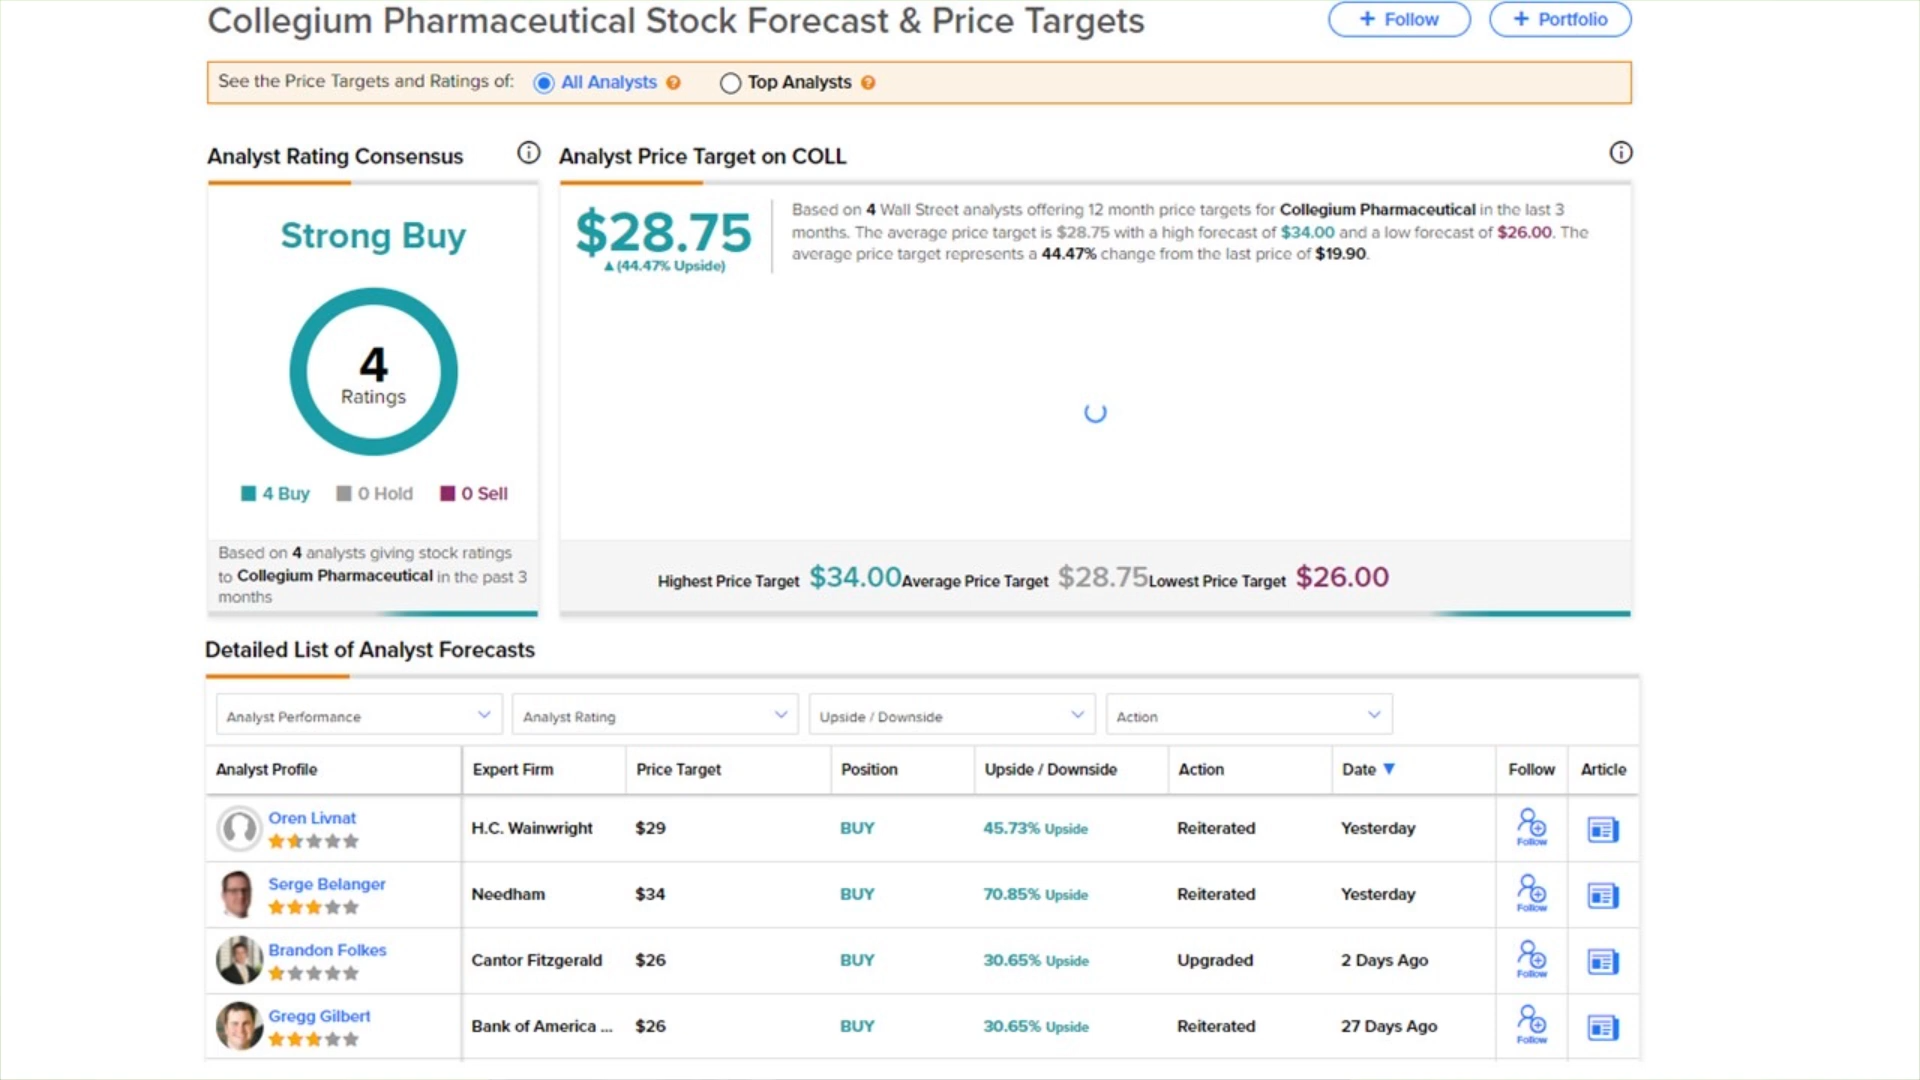 Collegium Pharmaceutical Stock Forecast & Price Targets
+ Follow
+ Portfolio
See the Price Targets and Ratings of:
All Analysts ?
Top Analysts ?
Analyst Rating Consensus
i
Strong Buy
4
Ratings
4 Buy
0 Hold
0 Sell
Based on 4 analysts giving stock ratings
to Collegium Pharmaceutical in the past 3
months
Analyst Price Target on COLL
i
$28.75
▲(44.47% Upside)
Based on 4 Wall Street analysts offering 12 month price targets for Collegium Pharmaceutical in the last 3
months. The average price target is $28.75 with a high forecast of $34.00 and a low forecast of $26.00. The
average price target represents a 44.47% change from the last price of $19.90.
Highest Price Target $34.00 Average Price Target $28.75 Lowest Price Target $26.00
Detailed List of Analyst Forecasts
Analyst Performance
Analyst Rating
Upside / Downside
Action
Analyst Profile Expert Firm Price Target Position Upside / Downside Action Date ▼ Follow Article
Oren Livnat H.C. Wainwright $29 BUY 45.73% Upside Reiterated Yesterday Follow
Serge Belanger Needham $34 BUY 70.85% Upside Reiterated Yesterday Follow
Brandon Folkes Cantor Fitzgerald $26 BUY 30.65% Upside Upgraded 2 Days Ago Follow
Gregg Gilbert Bank of America ... $26 BUY 30.65% Upside Reiterated 27 Days Ago Follow